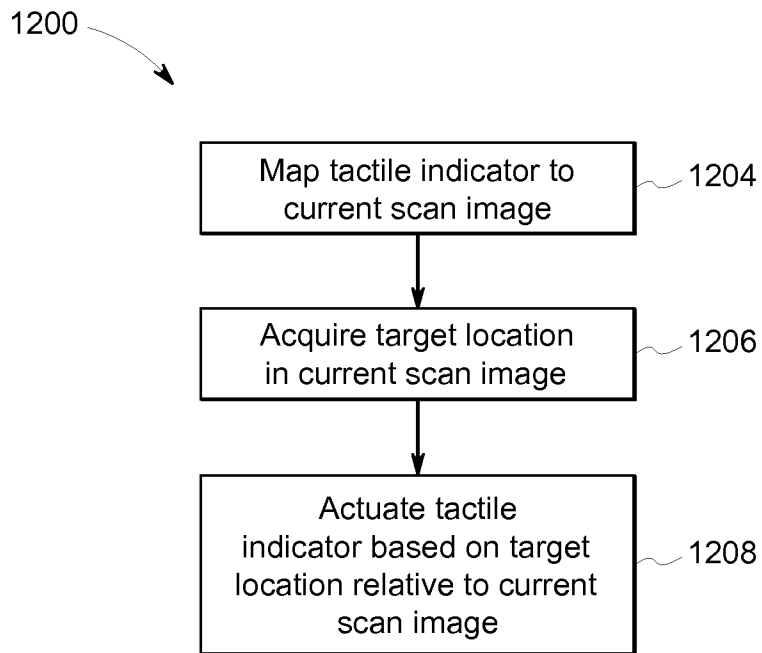 1200
Map tactile indicator to
current scan image
1204
Acquire target location
in current scan image
1206
Actuate tactile
indicator based on target
location relative to current
scan image
1208